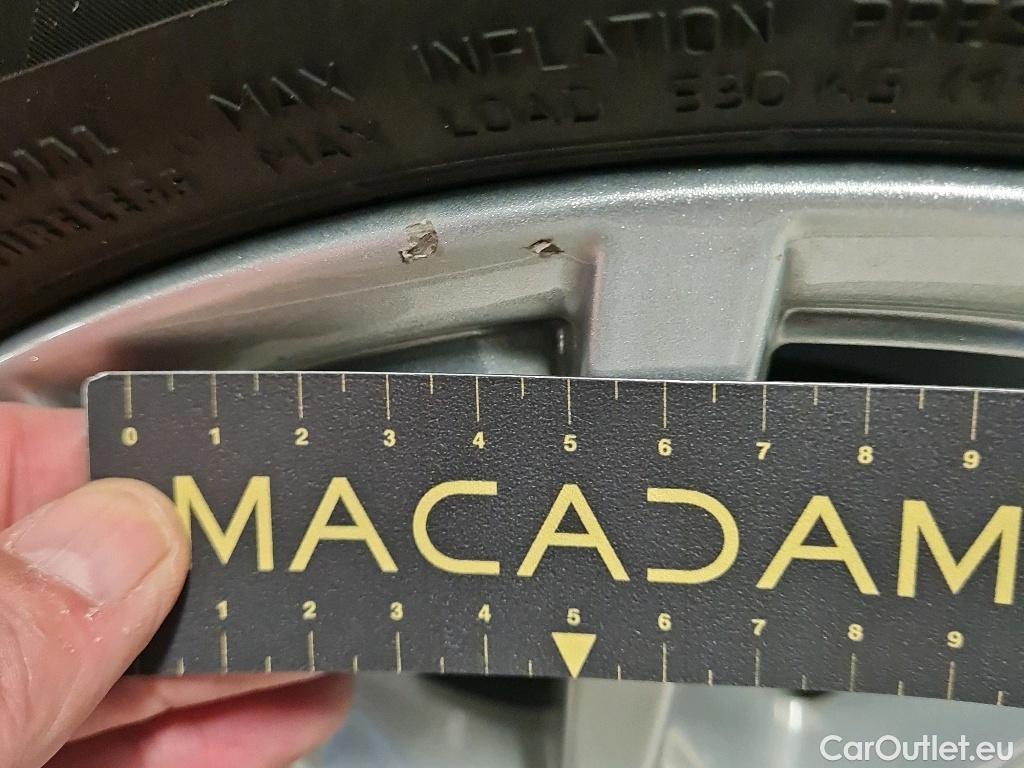 MAX INFLATION
MAX LOAD 530 KG
0 1 2 3 4 5 6 7 8 9
MACADAM
1 2 3 4 5 6 7 8 9
CarOutlet.eu